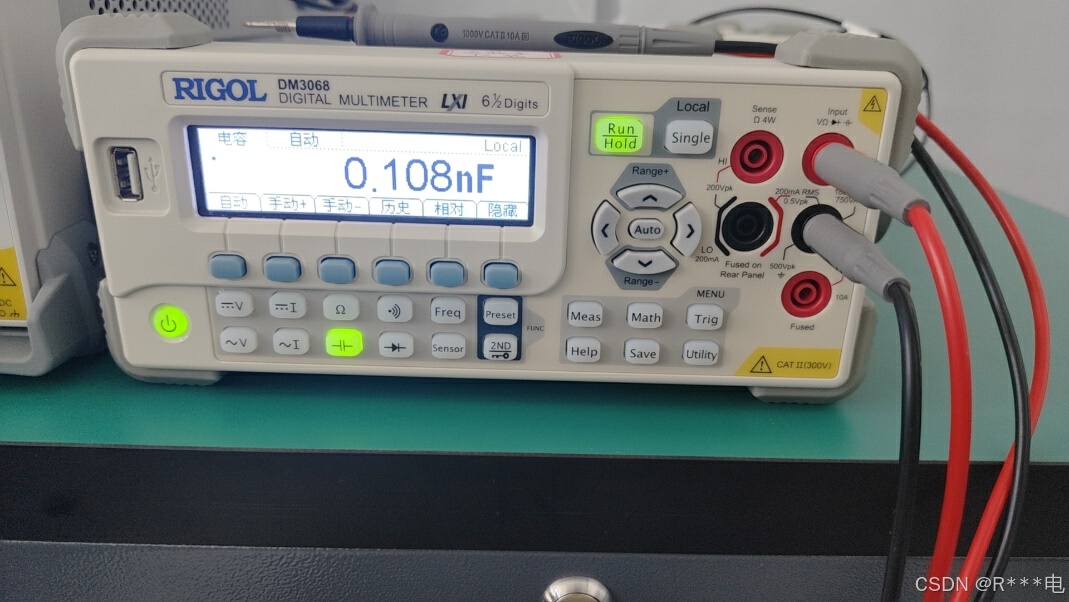 1000V CAT II 10A
RIGOL
DM3068
DIGITAL MULTIMETER
LXI
6½Digits
电容
自动
Local
0.108nF
自动
手动+
手动-
历史
相对
隐藏
Run
Hold
Local
Single
Range+
Auto
Range-
Sense
Ω 4W
Input
VΩ
HI
200Vpk
200mA RMS
0.5Vpk
LO
200mA
Fused on
Rear Panel
500Vpk
10A
Fused
V
I
Ω
Freq
Preset
FUNC
~V
~I
Sensor
2ND
MENU
Meas
Math
Trig
Help
Save
Utility
CAT II(300V)
DC
CSDN @R***电